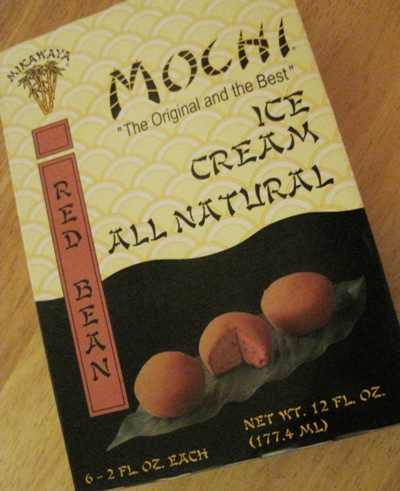 MIKAWAYA
MOCHI
"The Original and the Best"
ICE
CREAM
ALL NATURAL
RED BEAN
6-2 FL. OZ. EACH
NET WT. 12 FL. OZ.
(177.4 ML)